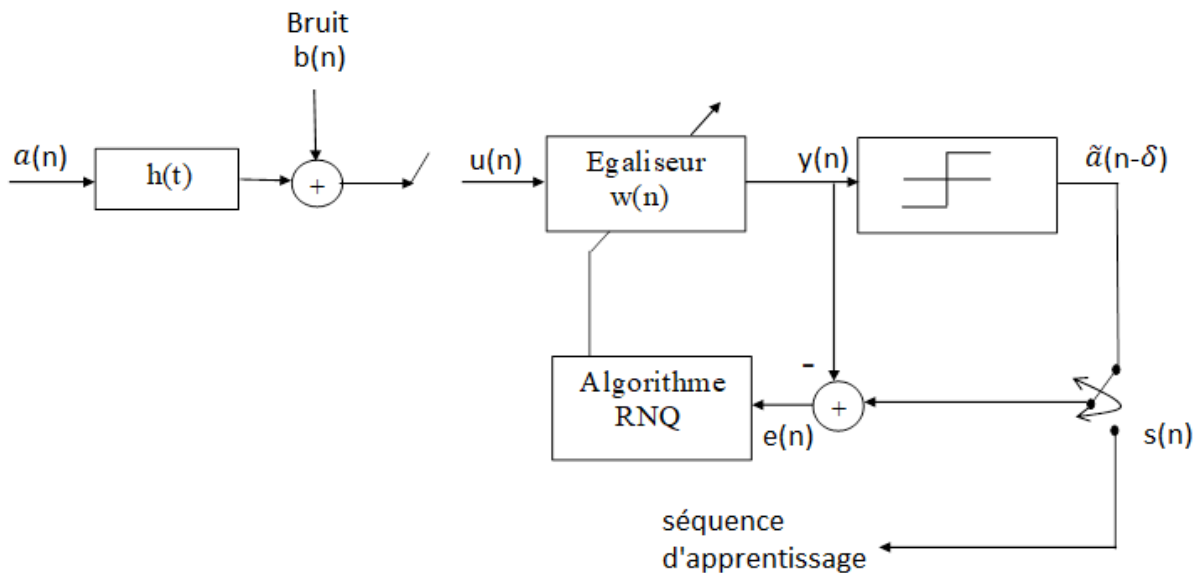 Bruit
b(n)
a(n)
h(t)
+
u(n)
Egaliseur
w(n)
y(n)
ã(n-δ)
Algorithme
RNQ
-
+
e(n)
s(n)
séquence
d'apprentissage